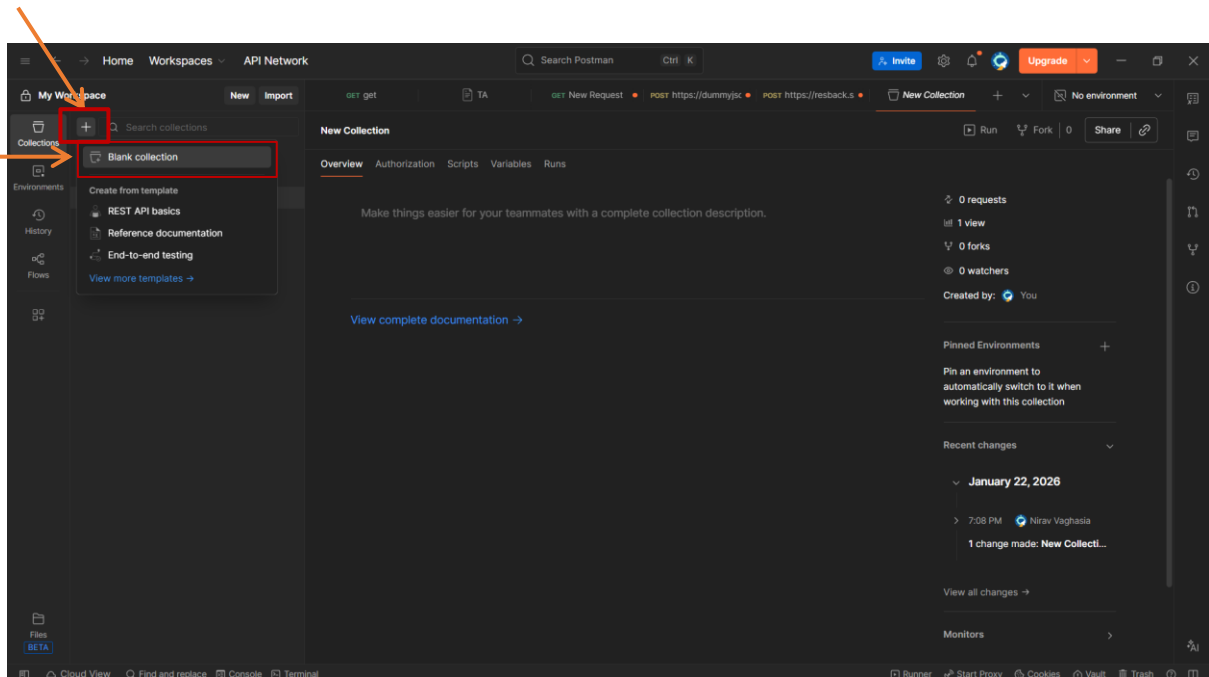 Home Workspaces API Network Search Postman Ctrl K Invite Upgrade
My Workspace New Import GET get TA GET New Request POST https://dummyjsc POST https://resback.s New Collection No environment
Collections Search collections New Collection Run Fork 0 Share
Blank collection
Overview Authorization Scripts Variables Runs
Environments
Create from template
REST API basics
Make things easier for your teammates with a complete collection description.
0 requests
History
Reference documentation
1 view
End-to-end testing
0 forks
Flows
View more templates →
0 watchers
Created by: You
View complete documentation →
Pinned Environments
Pin an environment to
automatically switch to it when
working with this collection
Recent changes
January 22, 2026
7:08 PM Nirav Vaghasia
1 change made: New Collecti...
View all changes →
Files
BETA
Monitors
AI
Cloud View Find and replace Console Terminal Runner Start Proxy Cookies Vault Trash